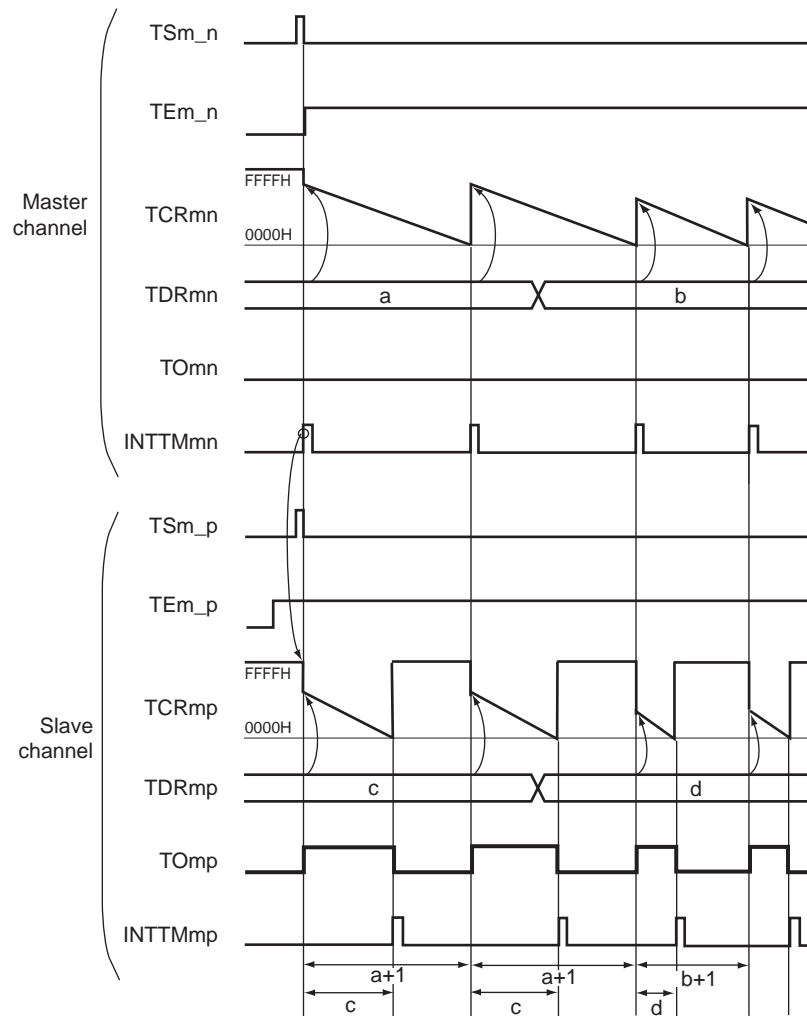 TSm_n
TEm_n
FFFFH
Master
channel
TCRmn
0000H
TDRmn
a
b
TOmn
INTTMmn
TSm_p
TEm_p
FFFFH
TCRmp
Slave
channel
0000H
TDRmp
c
d
TOmp
INTTMmp
a+1
a+1
b+1
c
c
d